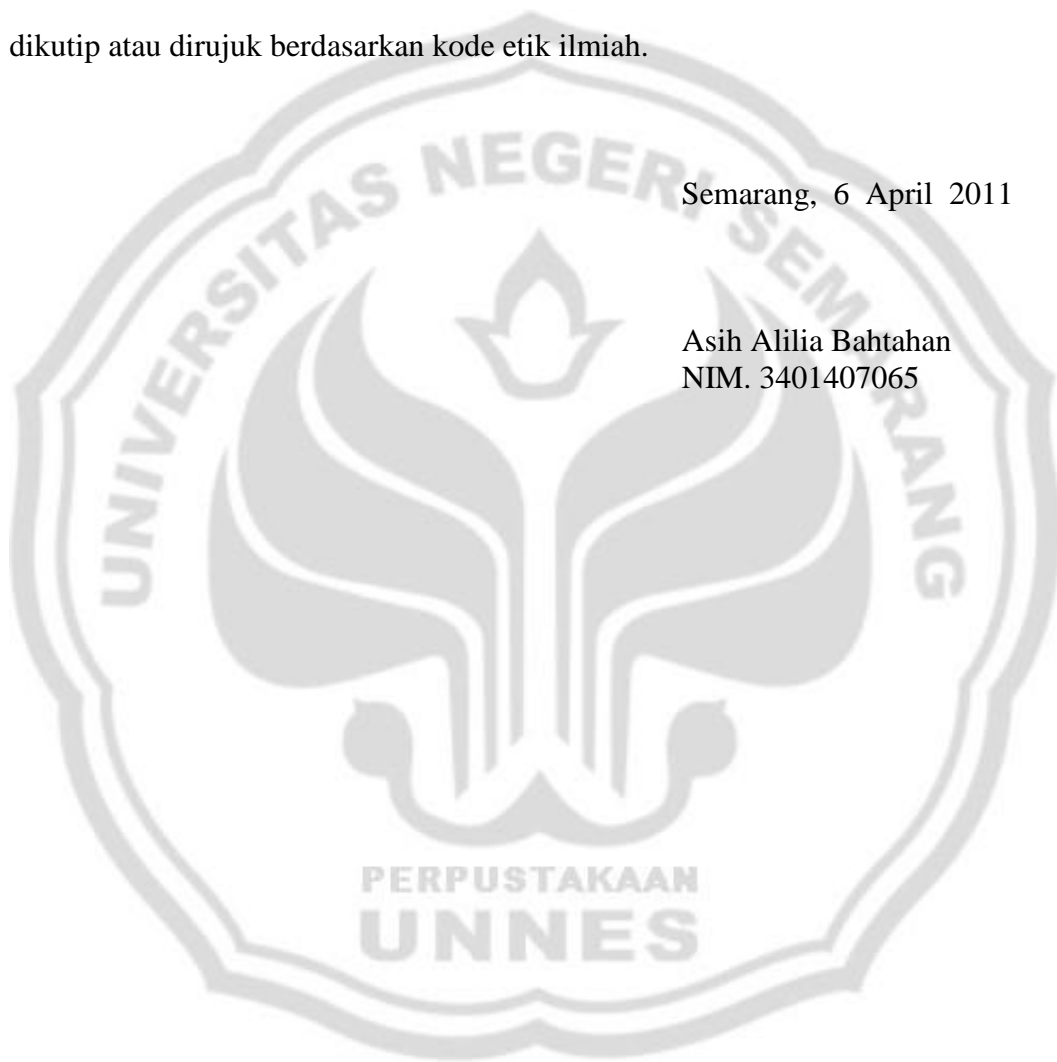 dikutip atau dirujuk berdasarkan kode etik ilmiah.
Semarang, 6 April 2011
Asih Alilia Bahtahan
NIM. 3401407065
UNIVERSITAS NEGERI SEMARANG
PERPUSTAKAAN
UNNES